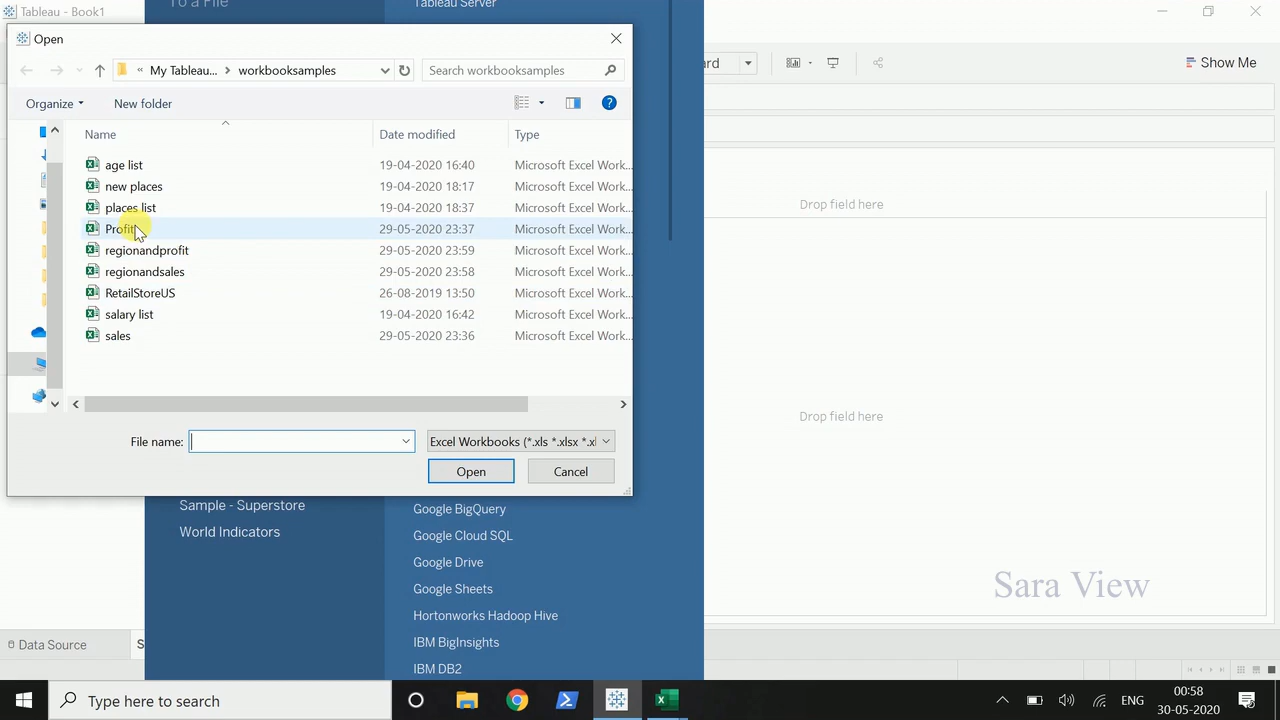 Tableau - Book1
To a File
Tableau Server
Open
« My Tableau... > workbooksamples
Search workbooksamples
Organize
New folder
Show Me
Name
Date modified
Type
age list 19-04-2020 16:40 Microsoft Excel Work...
new places 19-04-2020 18:17 Microsoft Excel Work...
places list 19-04-2020 18:37 Microsoft Excel Work...
Profit 29-05-2020 23:37 Microsoft Excel Work...
regionandprofit 29-05-2020 23:59 Microsoft Excel Work...
regionandsales 29-05-2020 23:58 Microsoft Excel Work...
RetailStoreUS 26-08-2019 13:50 Microsoft Excel Work...
salary list 19-04-2020 16:42 Microsoft Excel Work...
sales 29-05-2020 23:36 Microsoft Excel Work...
Drop field here
Drop field here
File name:
Excel Workbooks (*.xls *.xlsx *.xl
Open
Cancel
Sample - Superstore
World Indicators
Google BigQuery
Google Cloud SQL
Google Drive
Google Sheets
Hortonworks Hadoop Hive
IBM BigInsights
IBM DB2
Sara View
Data Source
S
Type here to search
ENG
00:58
30-05-2020